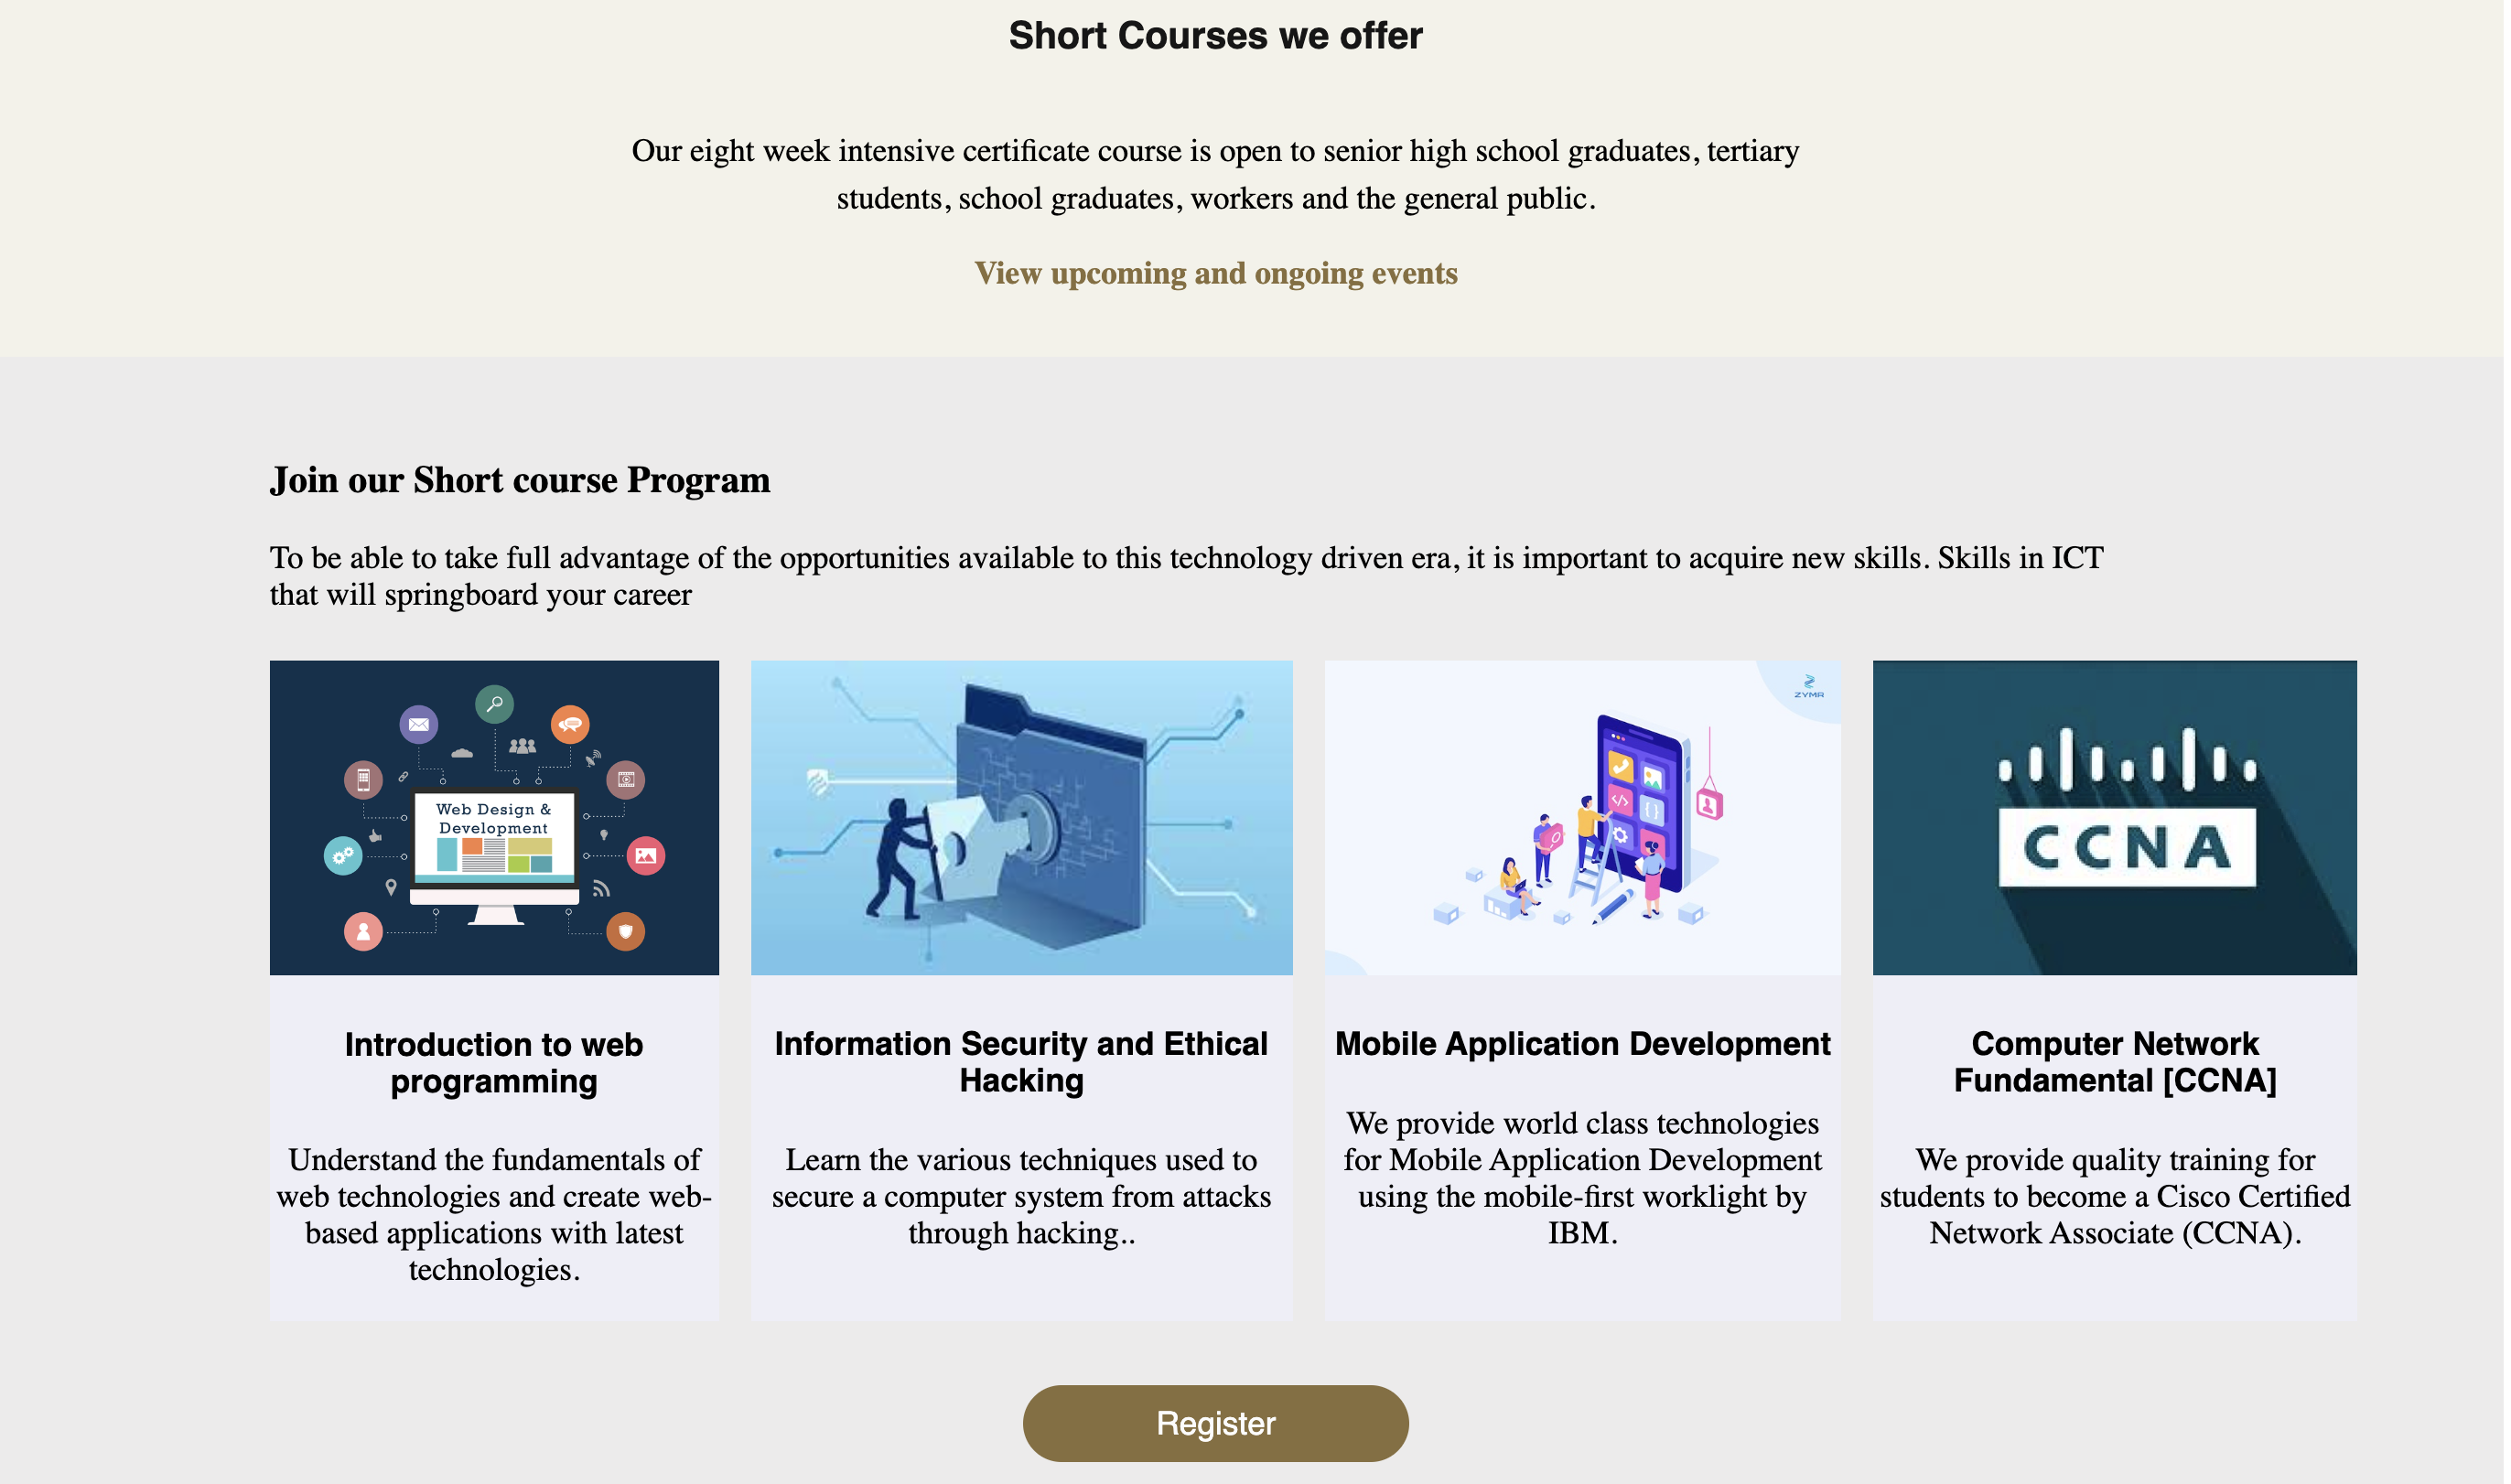 Short Courses we offer
Our eight week intensive certificate course is open to senior high school graduates, tertiary
students, school graduates, workers and the general public.
View upcoming and ongoing events
Join our Short course Program
To be able to take full advantage of the opportunities available to this technology driven era, it is important to acquire new skills. Skills in ICT
that will springboard your career
Web Design &
Development
Introduction to web
programming
Understand the fundamentals of
web technologies and create web-
based applications with latest
technologies.
Information Security and Ethical
Hacking
Learn the various techniques used to
secure a computer system from attacks
through hacking..
ZYMR
Mobile Application Development
We provide world class technologies
for Mobile Application Development
using the mobile-first worklight by
IBM.
CCNA
Computer Network
Fundamental [CCNA]
We provide quality training for
students to become a Cisco Certified
Network Associate (CCNA).
Register